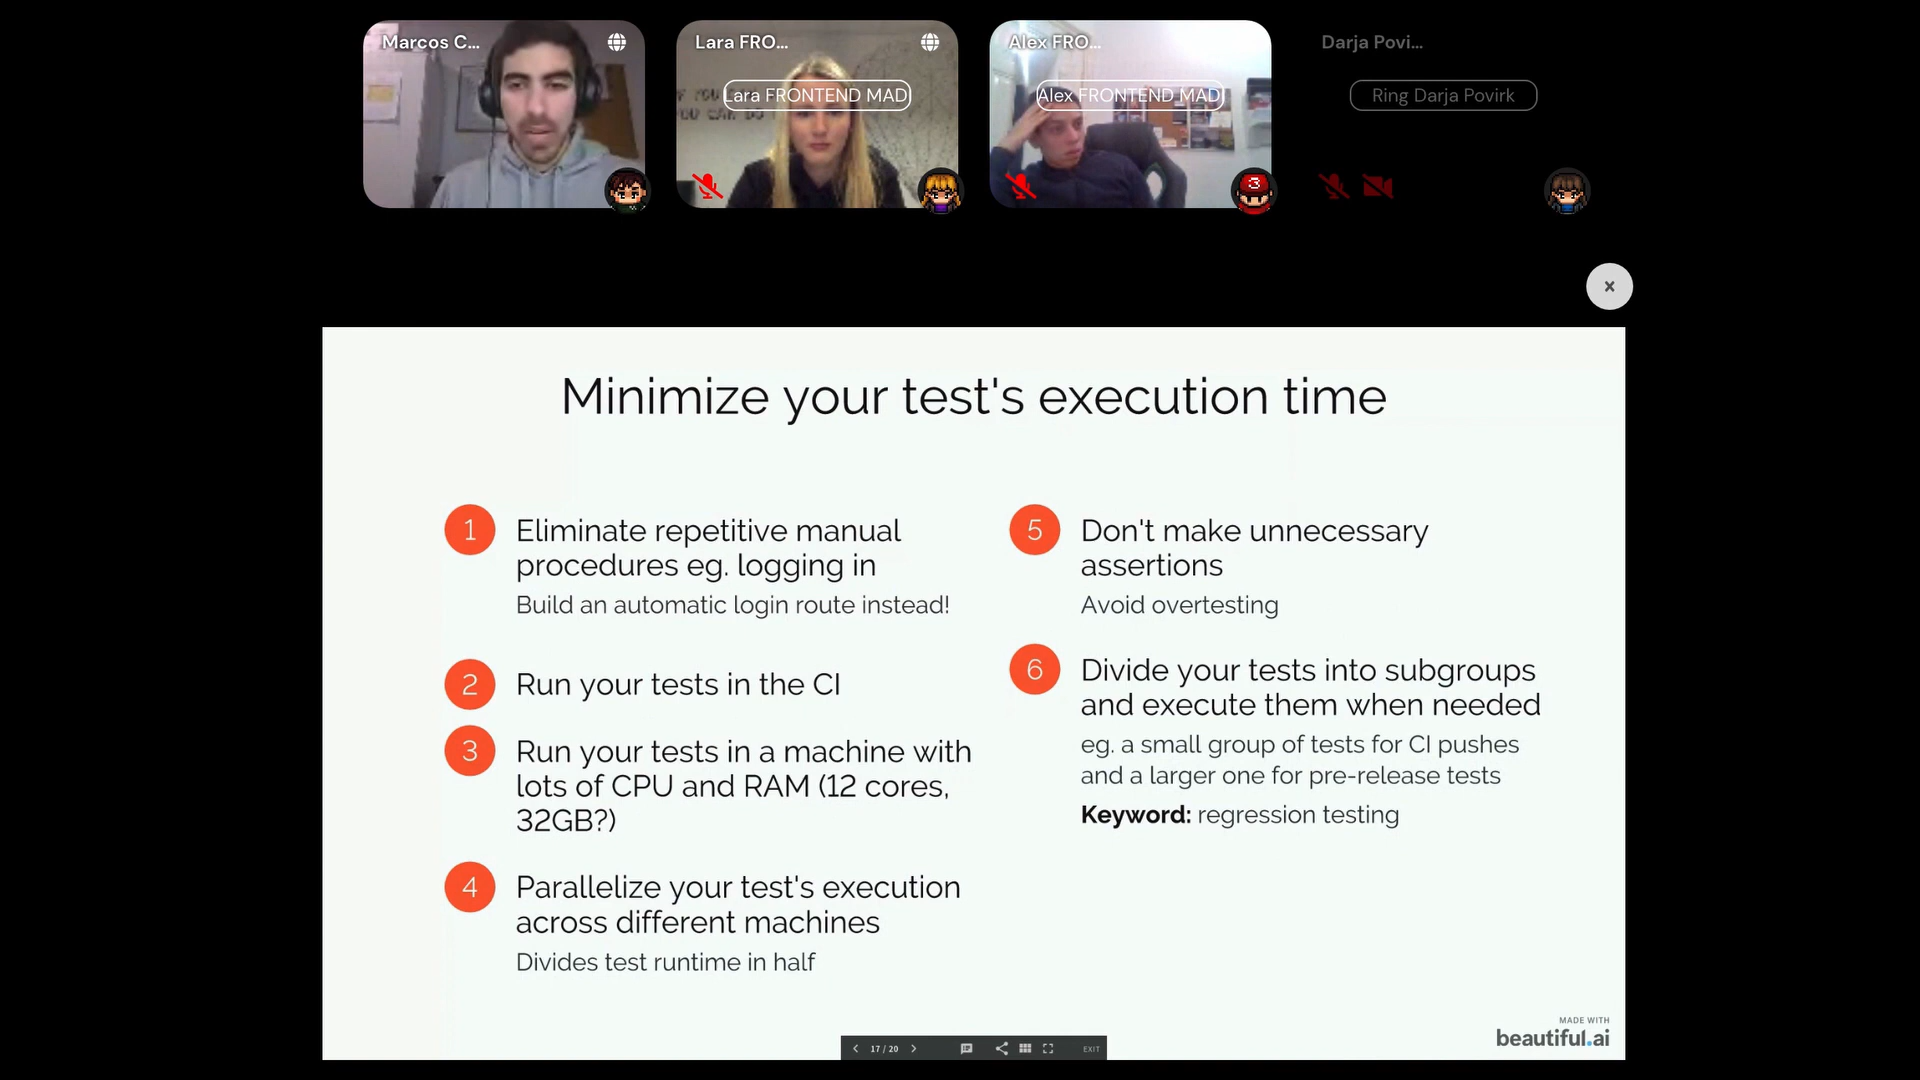 Marcos C...
Lara FRO...
Lara FRONTEND MAD
Alex FRO...
Alex FRONTEND MAD
3
Darja Povi...
Ring Darja Povirk
x
Minimize your test's execution time
1
Eliminate repetitive manual
procedures eg. logging in
Build an automatic login route instead!
2
Run your tests in the CI
3
Run your tests in a machine with
lots of CPU and RAM (12 cores,
32GB?)
4
Parallelize your test's execution
across different machines
Divides test runtime in half
5
Don't make unnecessary
assertions
Avoid overtesting
6
Divide your tests into subgroups
and execute them when needed
eg. a small group of tests for CI pushes
and a larger one for pre-release tests
Keyword: regression testing
MADE WITH
beautiful.ai
17 / 20
EXIT